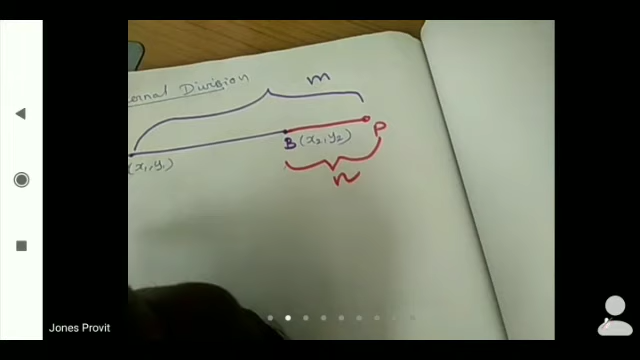 ernal Division
m
B (x₂, y₂)
P
(x₁, y₁)
n
Jones Provit